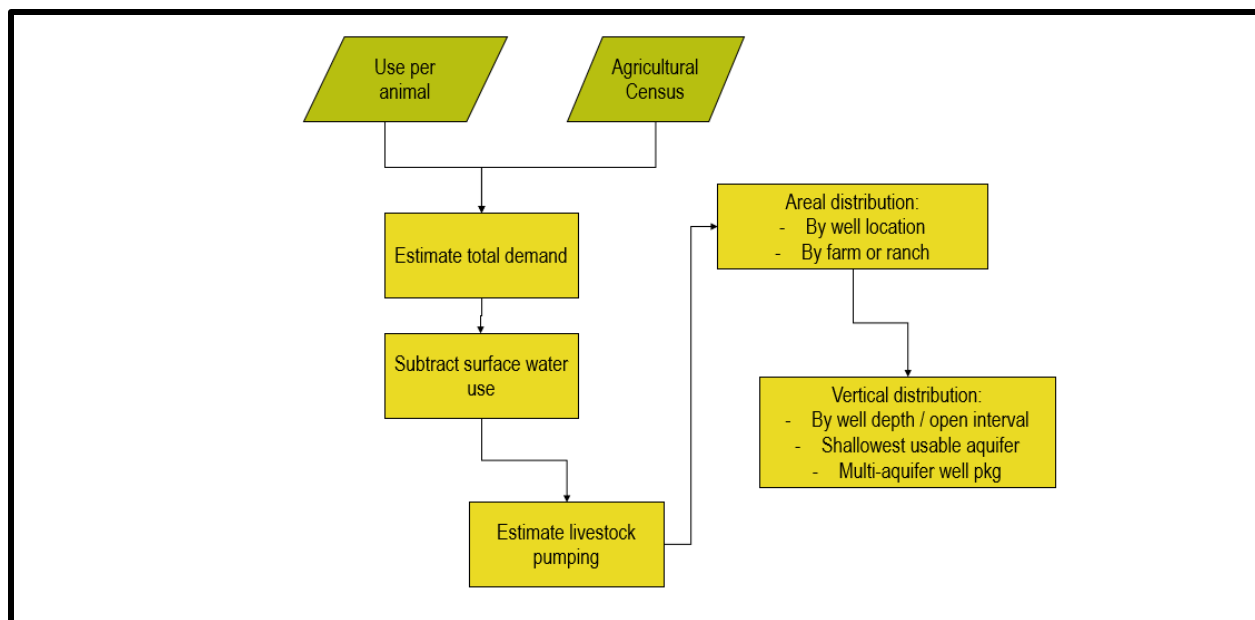 Use per
animal
Agricultural
Census
Estimate total demand
Subtract surface water
use
Estimate livestock
pumping
Areal distribution:
- By well location
- By farm or ranch
Vertical distribution:
- By well depth / open interval
- Shallowest usable aquifer
- Multi-aquifer well pkg